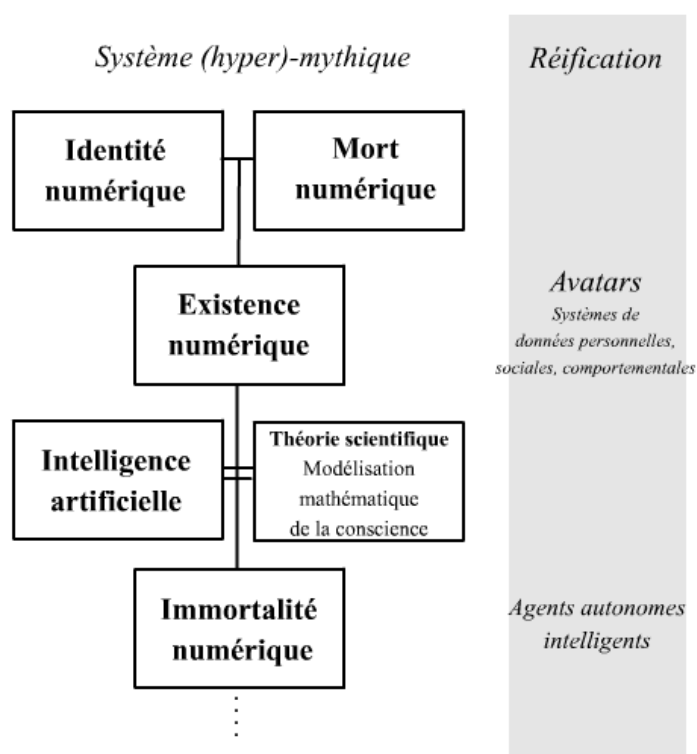 Système (hyper)-mythique
Réification
Identité
numérique
Mort
numérique
Existence
numérique
Avatars
Systèmes de
données personnelles,
sociales, comportementales
Intelligence
artificielle
Théorie scientifique
Modélisation
mathématique
de la conscience
Immortalité
numérique
Agents autonomes
intelligents